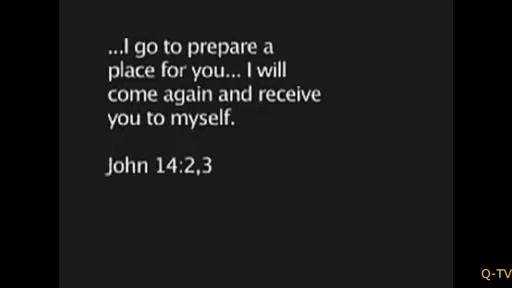 ...I go to prepare a
place for you... I will
come again and receive
you to myself.
John 14:2,3
Q-TV